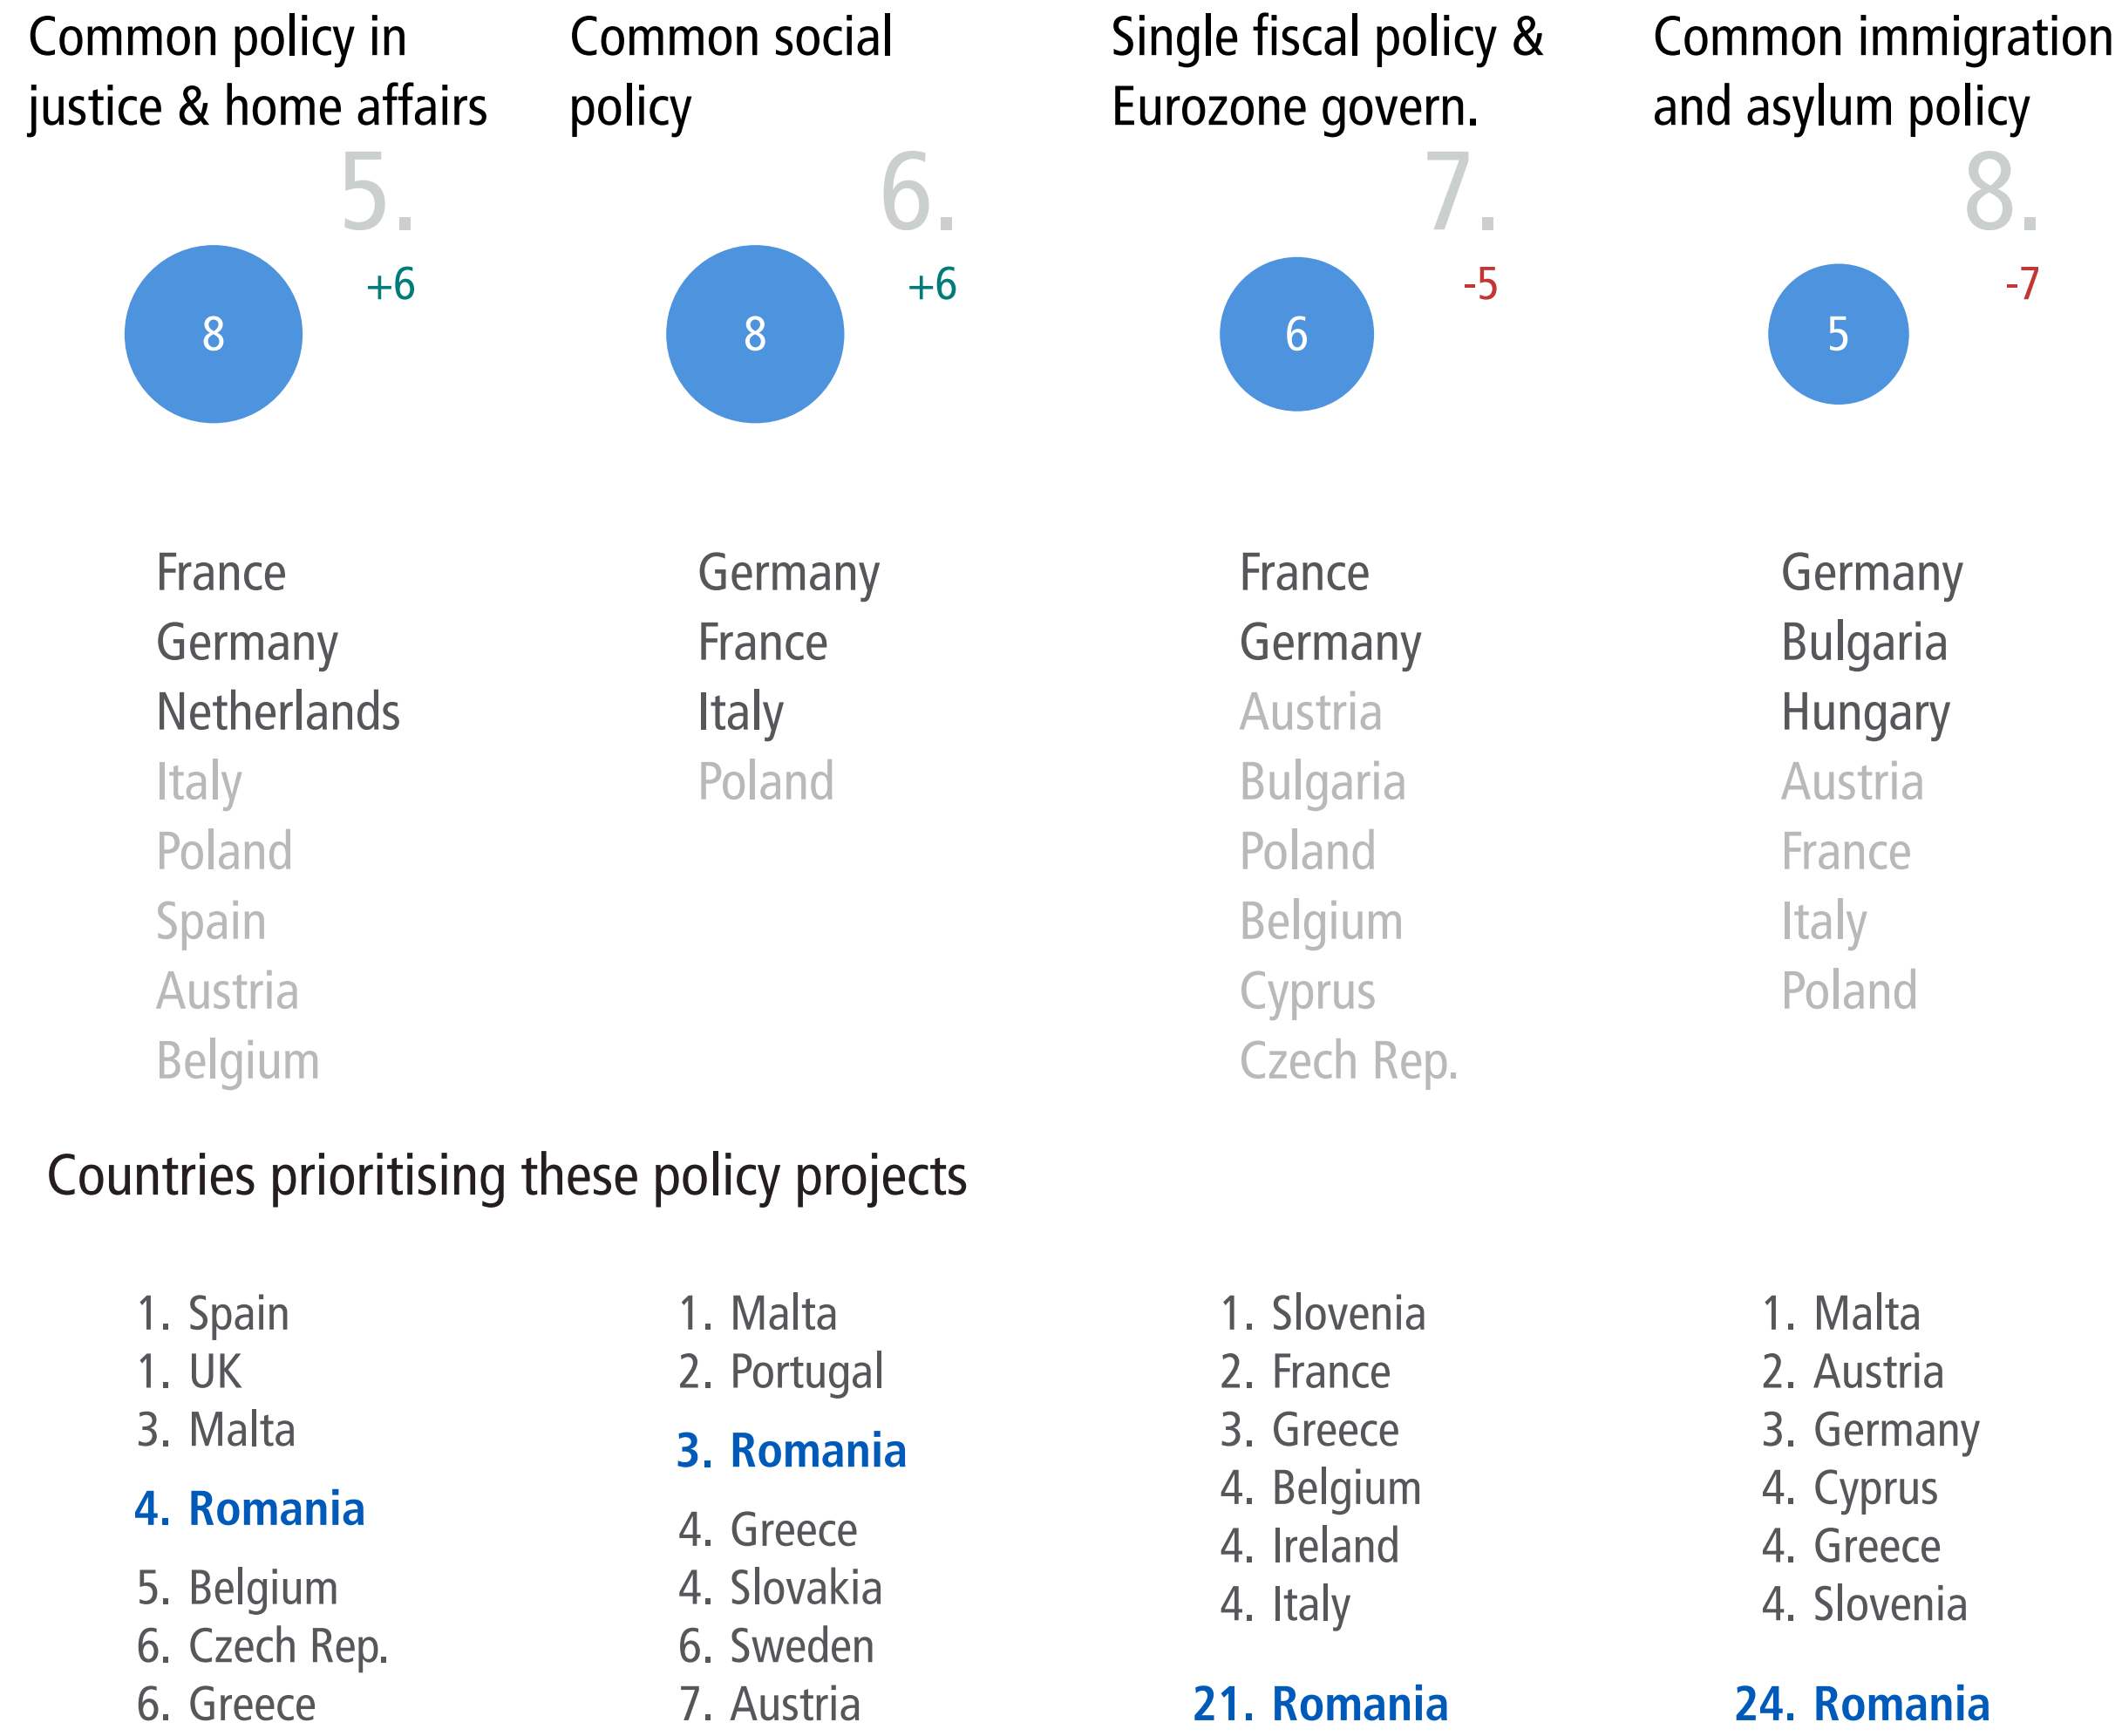 Common policy in
justice & home affairs
5.
+6
8
France
Germany
Netherlands
Italy
Poland
Spain
Austria
Belgium
Common social
policy
6.
+6
8
Germany
France
Italy
Poland
Single fiscal policy &
Eurozone govern.
7.
-5
6
France
Germany
Austria
Bulgaria
Poland
Belgium
Cyprus
Czech Rep.
Common immigration
and asylum policy
8.
-7
5
Germany
Bulgaria
Hungary
Austria
France
Italy
Poland
Countries prioritising these policy projects
1. Spain
1. UK
3. Malta
4. Romania
5. Belgium
6. Czech Rep.
6. Greece
1. Malta
2. Portugal
3. Romania
4. Greece
4. Slovakia
6. Sweden
7. Austria
1. Slovenia
2. France
3. Greece
4. Belgium
4. Ireland
4. Italy
21. Romania
1. Malta
2. Austria
3. Germany
4. Cyprus
4. Greece
4. Slovenia
24. Romania